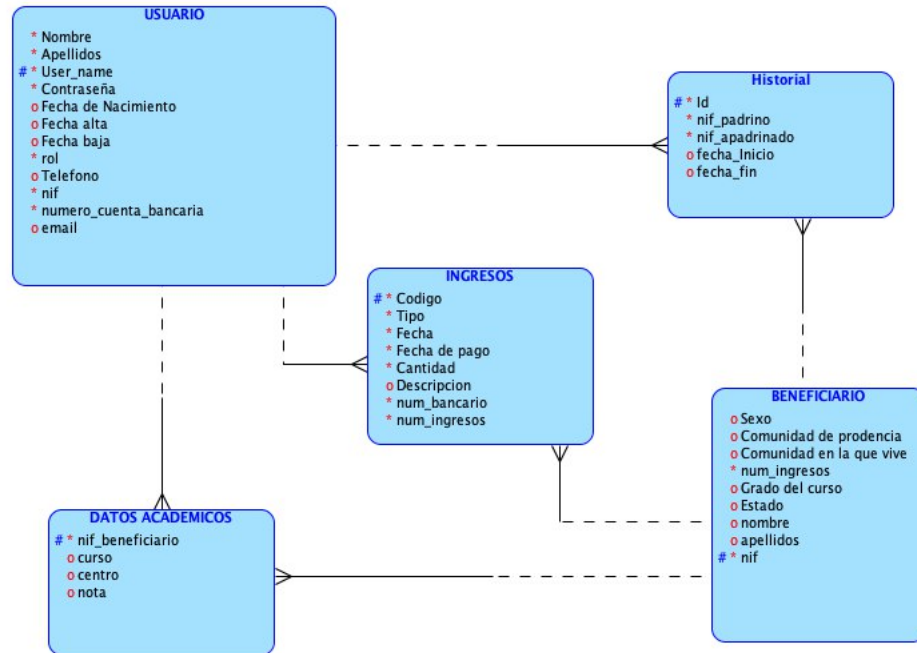 USUARIO
* Nombre
* Apellidos
# * User_name
* Contraseña
o Fecha de Nacimiento
o Fecha alta
o Fecha baja
* rol
o Telefono
* nif
* numero_cuenta_bancaria
o email
Historial
# * Id
* nif_padrino
* nif_apadrinado
o fecha_Inicio
o fecha_fin
INGRESOS
# * Codigo
* Tipo
* Fecha
* Fecha de pago
* Cantidad
o Descripcion
* num_bancario
* num_ingresos
BENEFICIARIO
o Sexo
o Comunidad de prodencia
o Comunidad en la que vive
* num_ingresos
o Grado del curso
o Estado
o nombre
o apellidos
# * nif
DATOS ACADEMICOS
# * nif_beneficiario
o curso
o centro
o nota